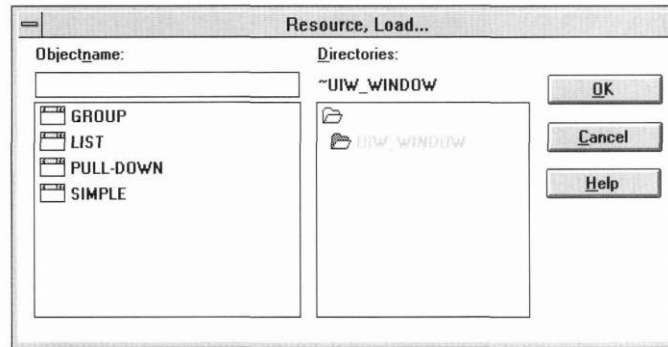 Resource, Load...
Objectname:
Directories:
~UIW_WINDOW
OK
GROUP
LIST
UIW_WINDOW
Cancel
PULL-DOWN
SIMPLE
Help